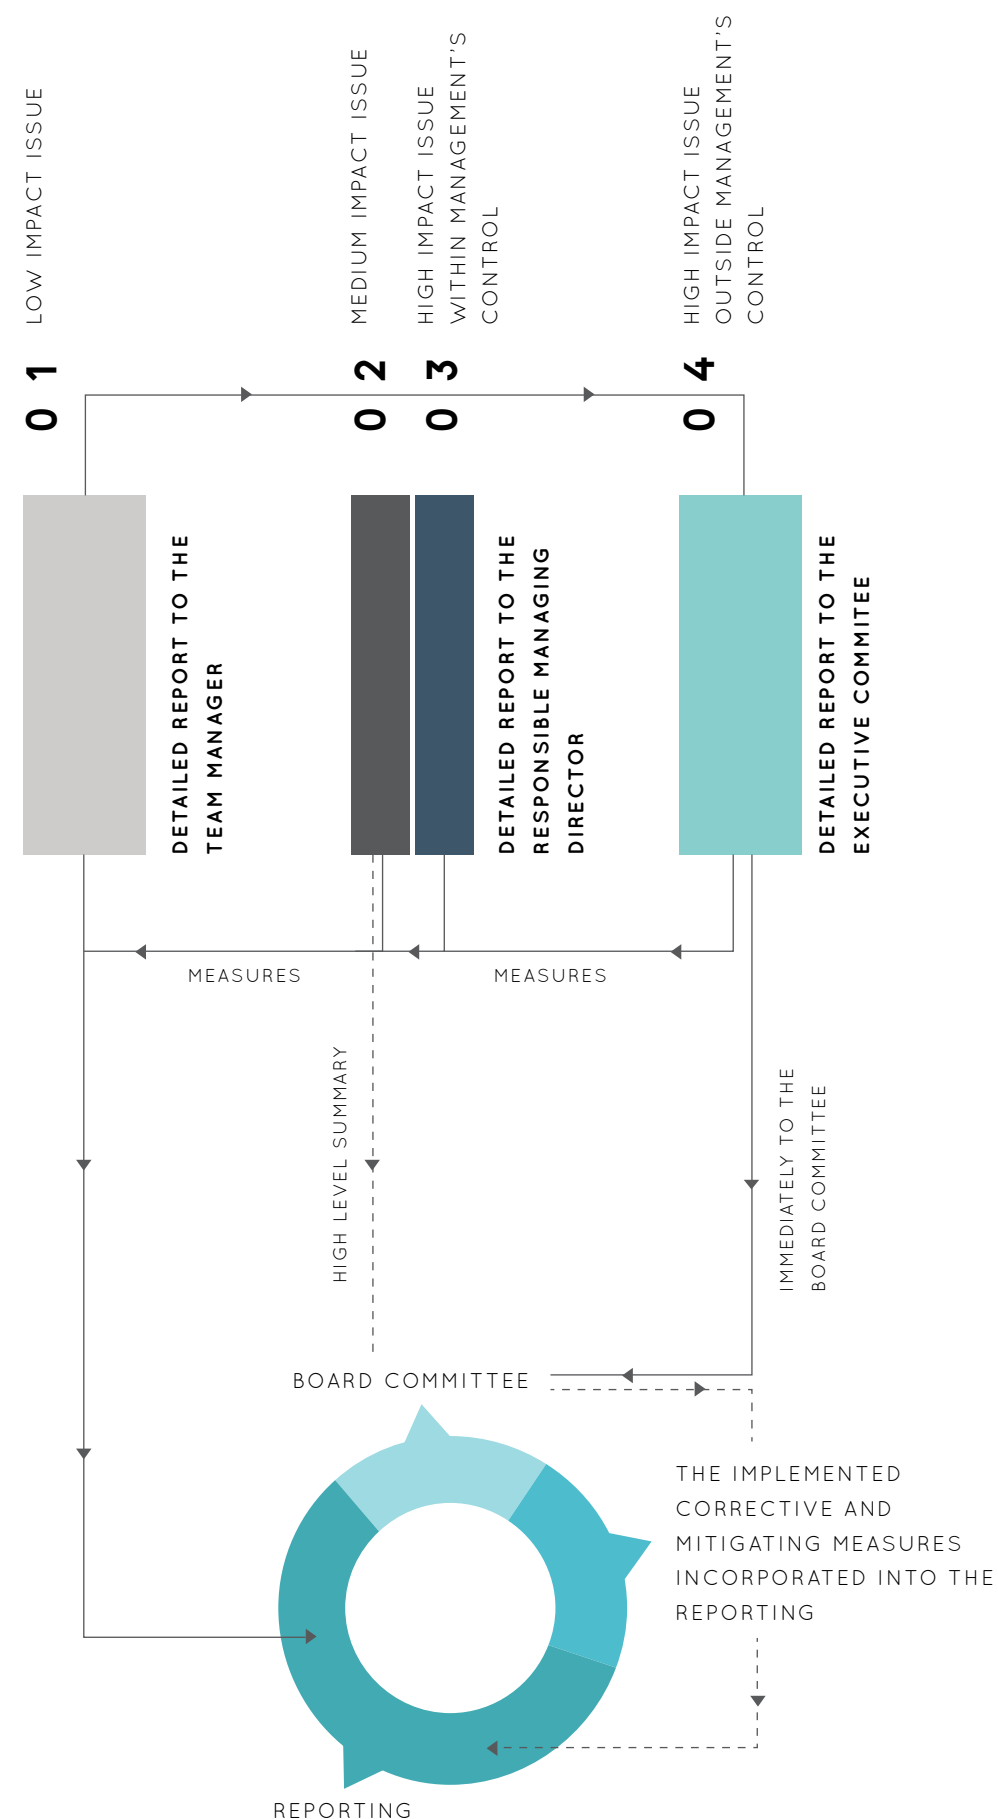 LOW IMPACT ISSUE
MEDIUM IMPACT ISSUE
HIGH IMPACT ISSUE
WITHIN MANAGEMENT'S
CONTROL
HIGH IMPACT ISSUE
OUTSIDE MANAGEMENT'S
CONTROL
01
02
03
04
DETAILED REPORT TO THE
TEAM MANAGER
DETAILED REPORT TO THE
RESPONSIBLE MANAGING
DIRECTOR
DETAILED REPORT TO THE
EXECUTIVE COMMITEE
MEASURES
MEASURES
HIGH LEVEL SUMMARY
IMMEDIATELY TO THE
BOARD COMMITTEE
BOARD COMMITTEE
THE IMPLEMENTED
CORRECTIVE AND
MITIGATING MEASURES
INCORPORATED INTO THE
REPORTING
REPORTING